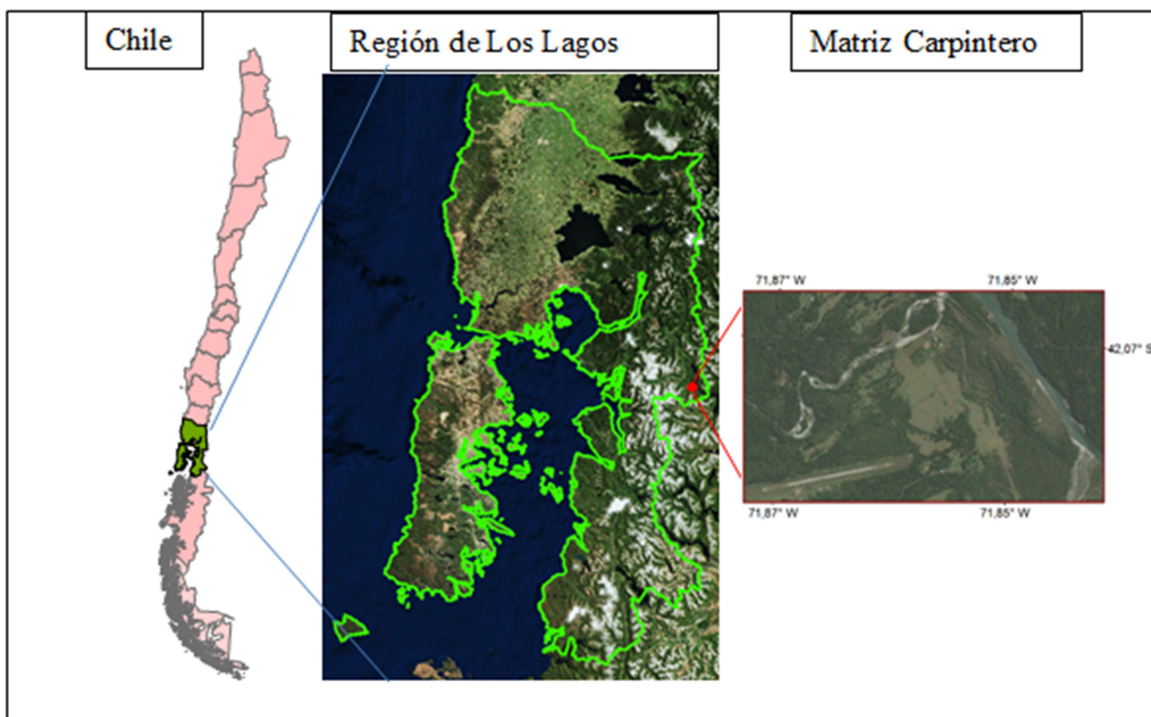 Chile
Región de Los Lagos
Matriz Carpintero
71,87° W
71,85° W
42,07° S
71,87° W
71,85° W